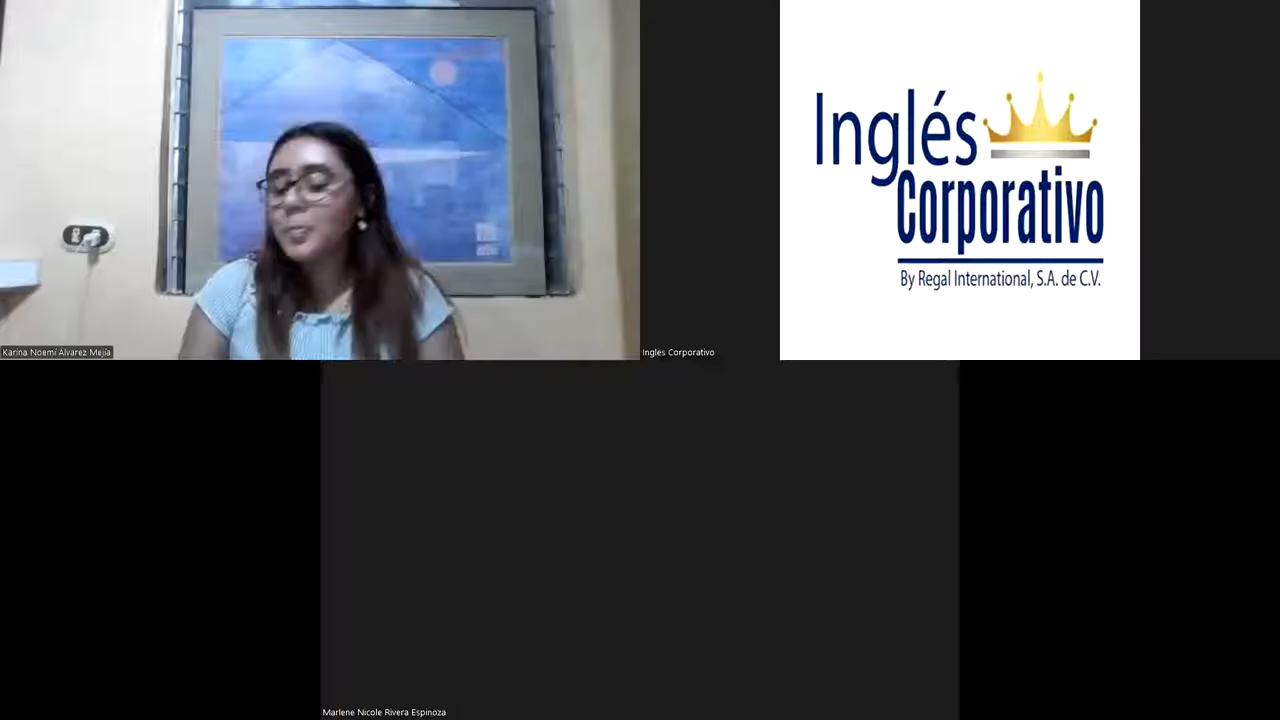 Inglés
Corporativo
By Regal International, S.A. de C.V.
Karina Noemí Álvarez Mejía
Ingles Corporativo
Marlene Nicole Rivera Espinoza